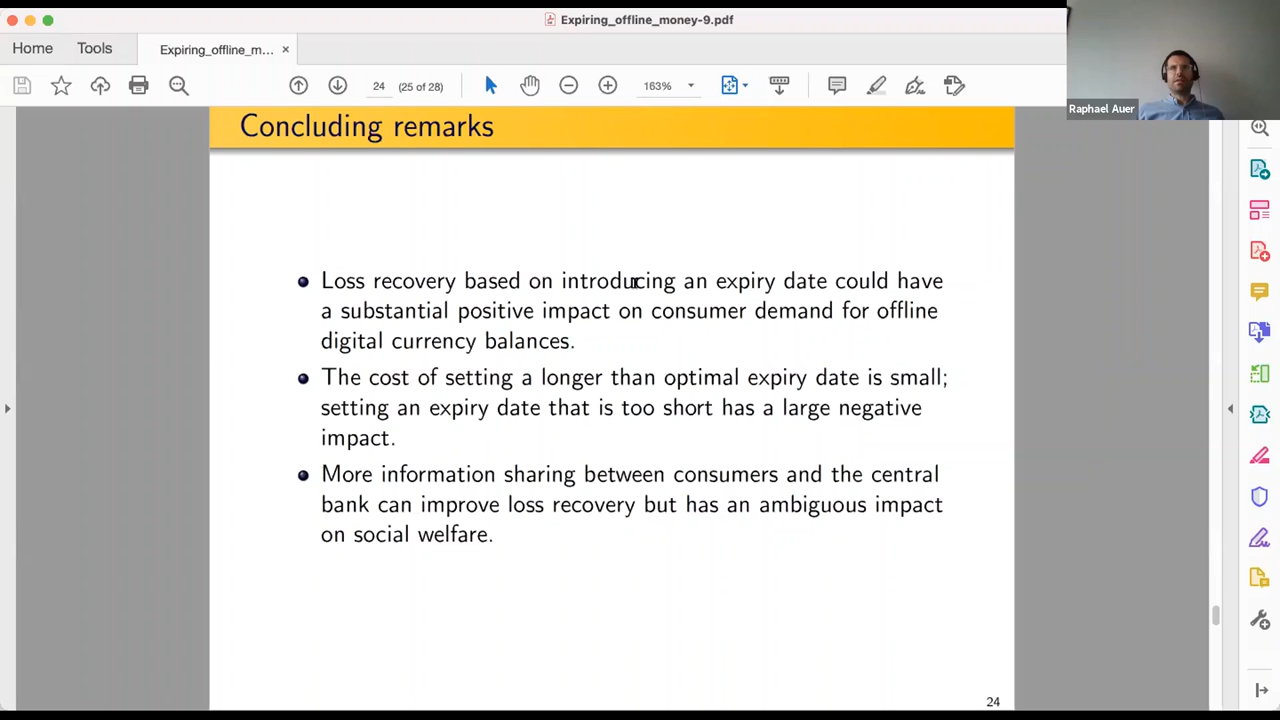 Expiring_offline_money-9.pdf
Home
Tools
Expiring_offline_m...
24
(25 of 28)
163%
Raphael Auer
Concluding remarks
Loss recovery based on introducing an expiry date could have
a substantial positive impact on consumer demand for offline
digital currency balances.
The cost of setting a longer than optimal expiry date is small;
setting an expiry date that is too short has a large negative
impact.
More information sharing between consumers and the central
bank can improve loss recovery but has an ambiguous impact
on social welfare.
24